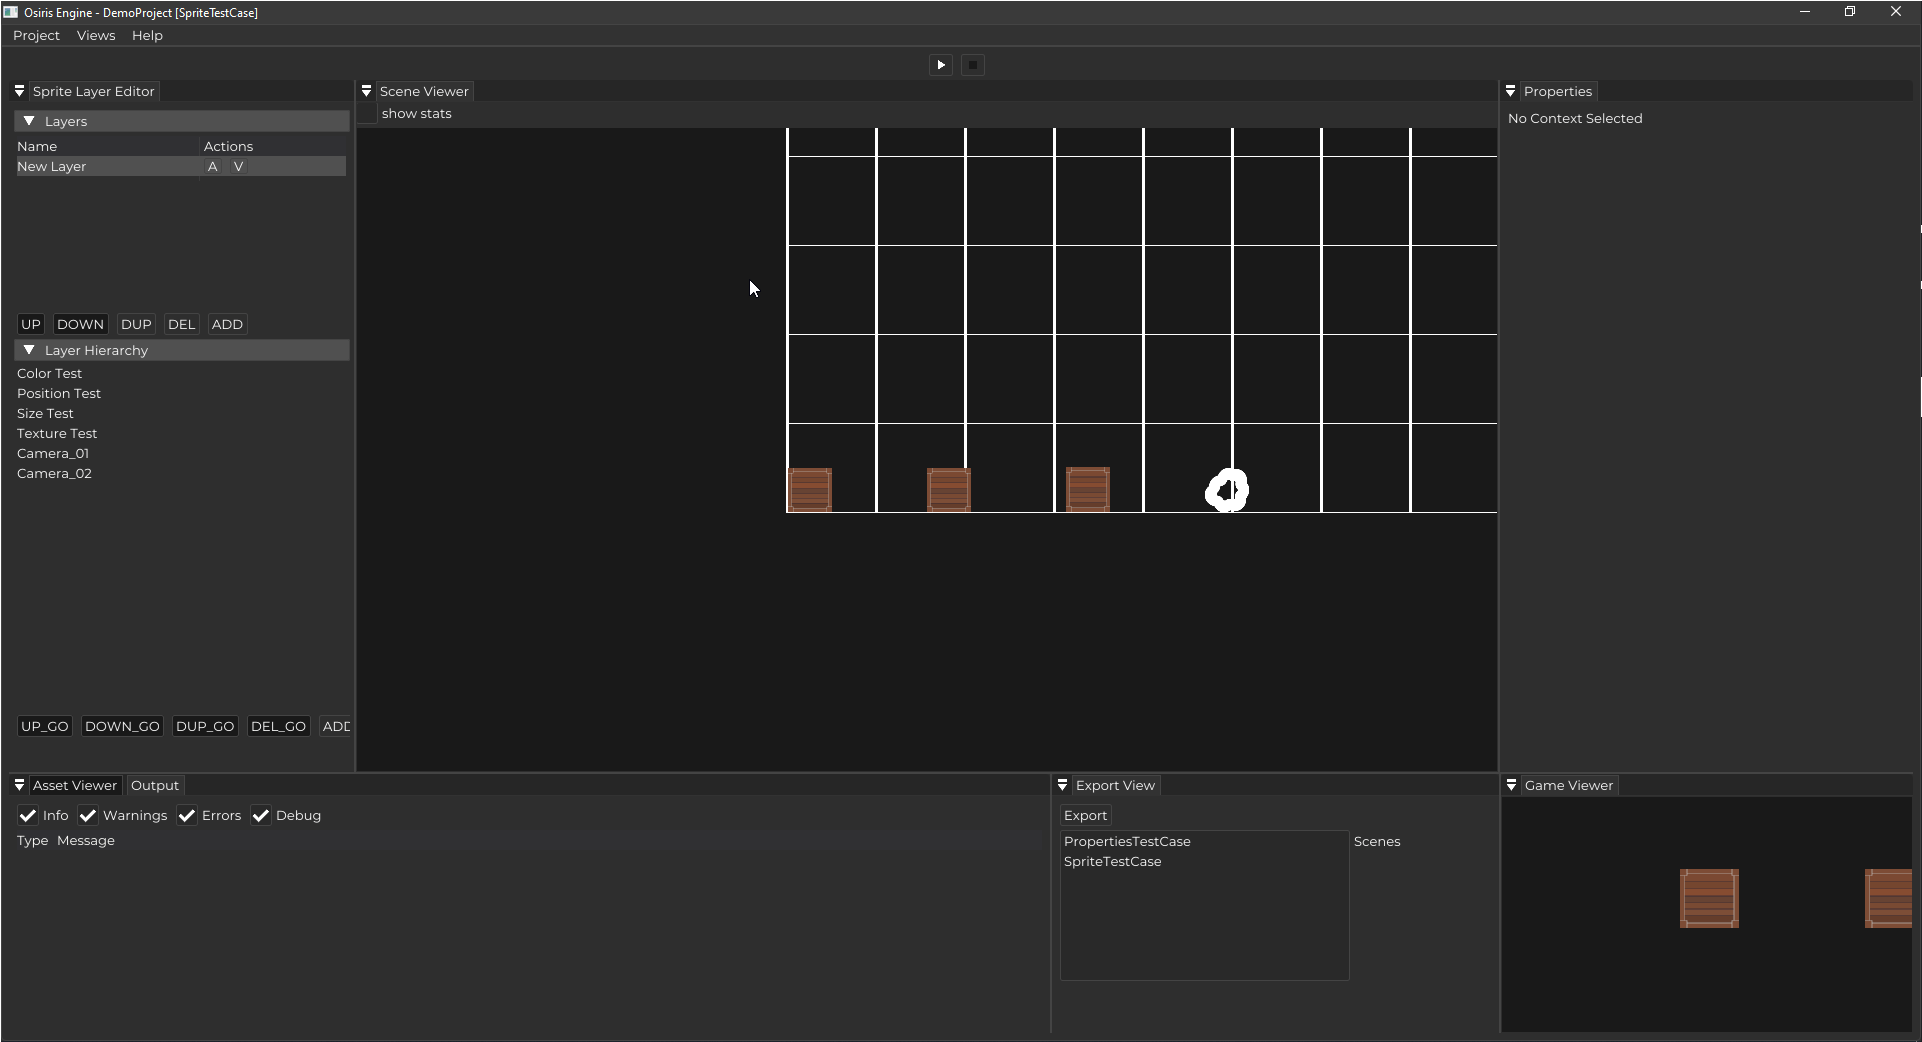 Osiris Engine - DemoProject [SpriteTestCase]
Project Views Help
Sprite Layer Editor
Layers
Name Actions
New Layer A V
UP DOWN DUP DEL ADD
Layer Hierarchy
Color Test
Position Test
Size Test
Texture Test
Camera_01
Camera_02
UP_GO DOWN_GO DUP_GO DEL_GO ADD
Scene Viewer
show stats
Properties
No Context Selected
Asset Viewer Output
Info Warnings Errors Debug
Type Message
Export View
Export
PropertiesTestCase Scenes
SpriteTestCase
Game Viewer